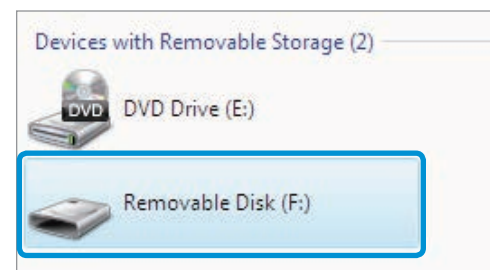 Devices with Removable Storage (2)
DVD
DVD Drive (E:)
Removable Disk (F:)